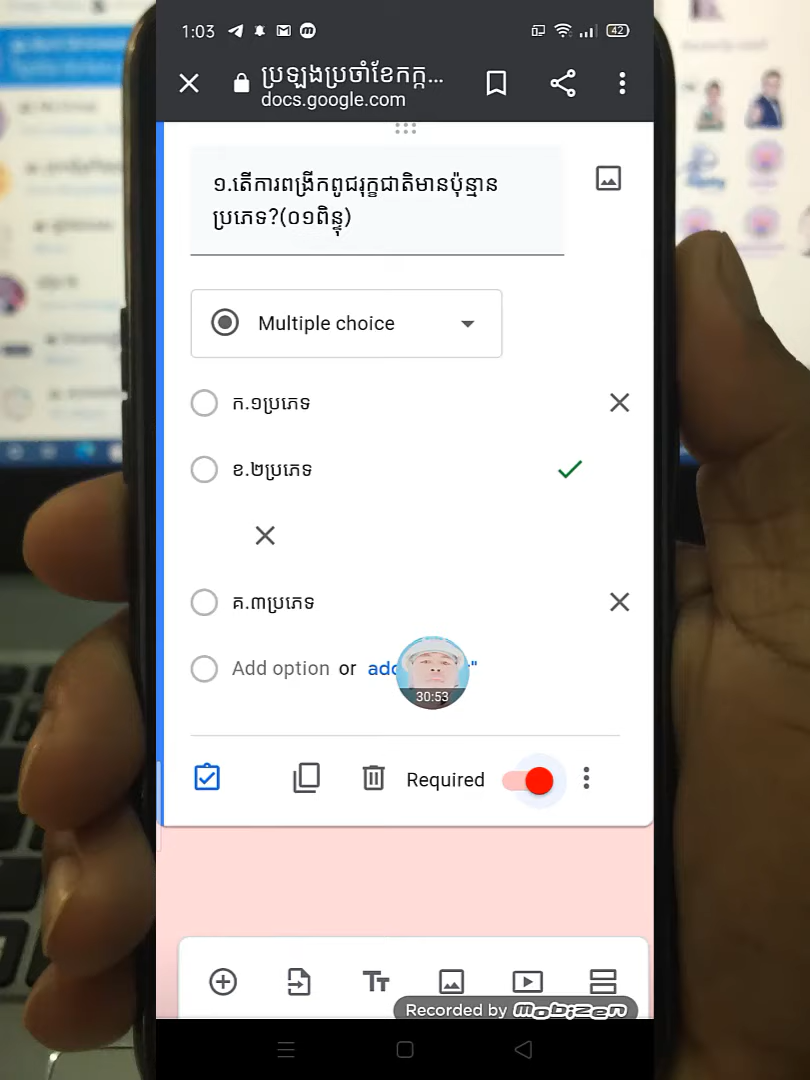 1:03
42
ប្រឡងប្រចាំខែកក្ក...
docs.google.com
១.តើការពង្រីកពូជរុក្ខជាតិមានប៉ុន្មាន
ប្រភេទ?(០១ពិន្ទុ)
Multiple choice
ក.១ប្រភេទ
ខ.២ប្រភេទ
គ.៣ប្រភេទ
Add option or
30:53
Required
Recorded by mobizen